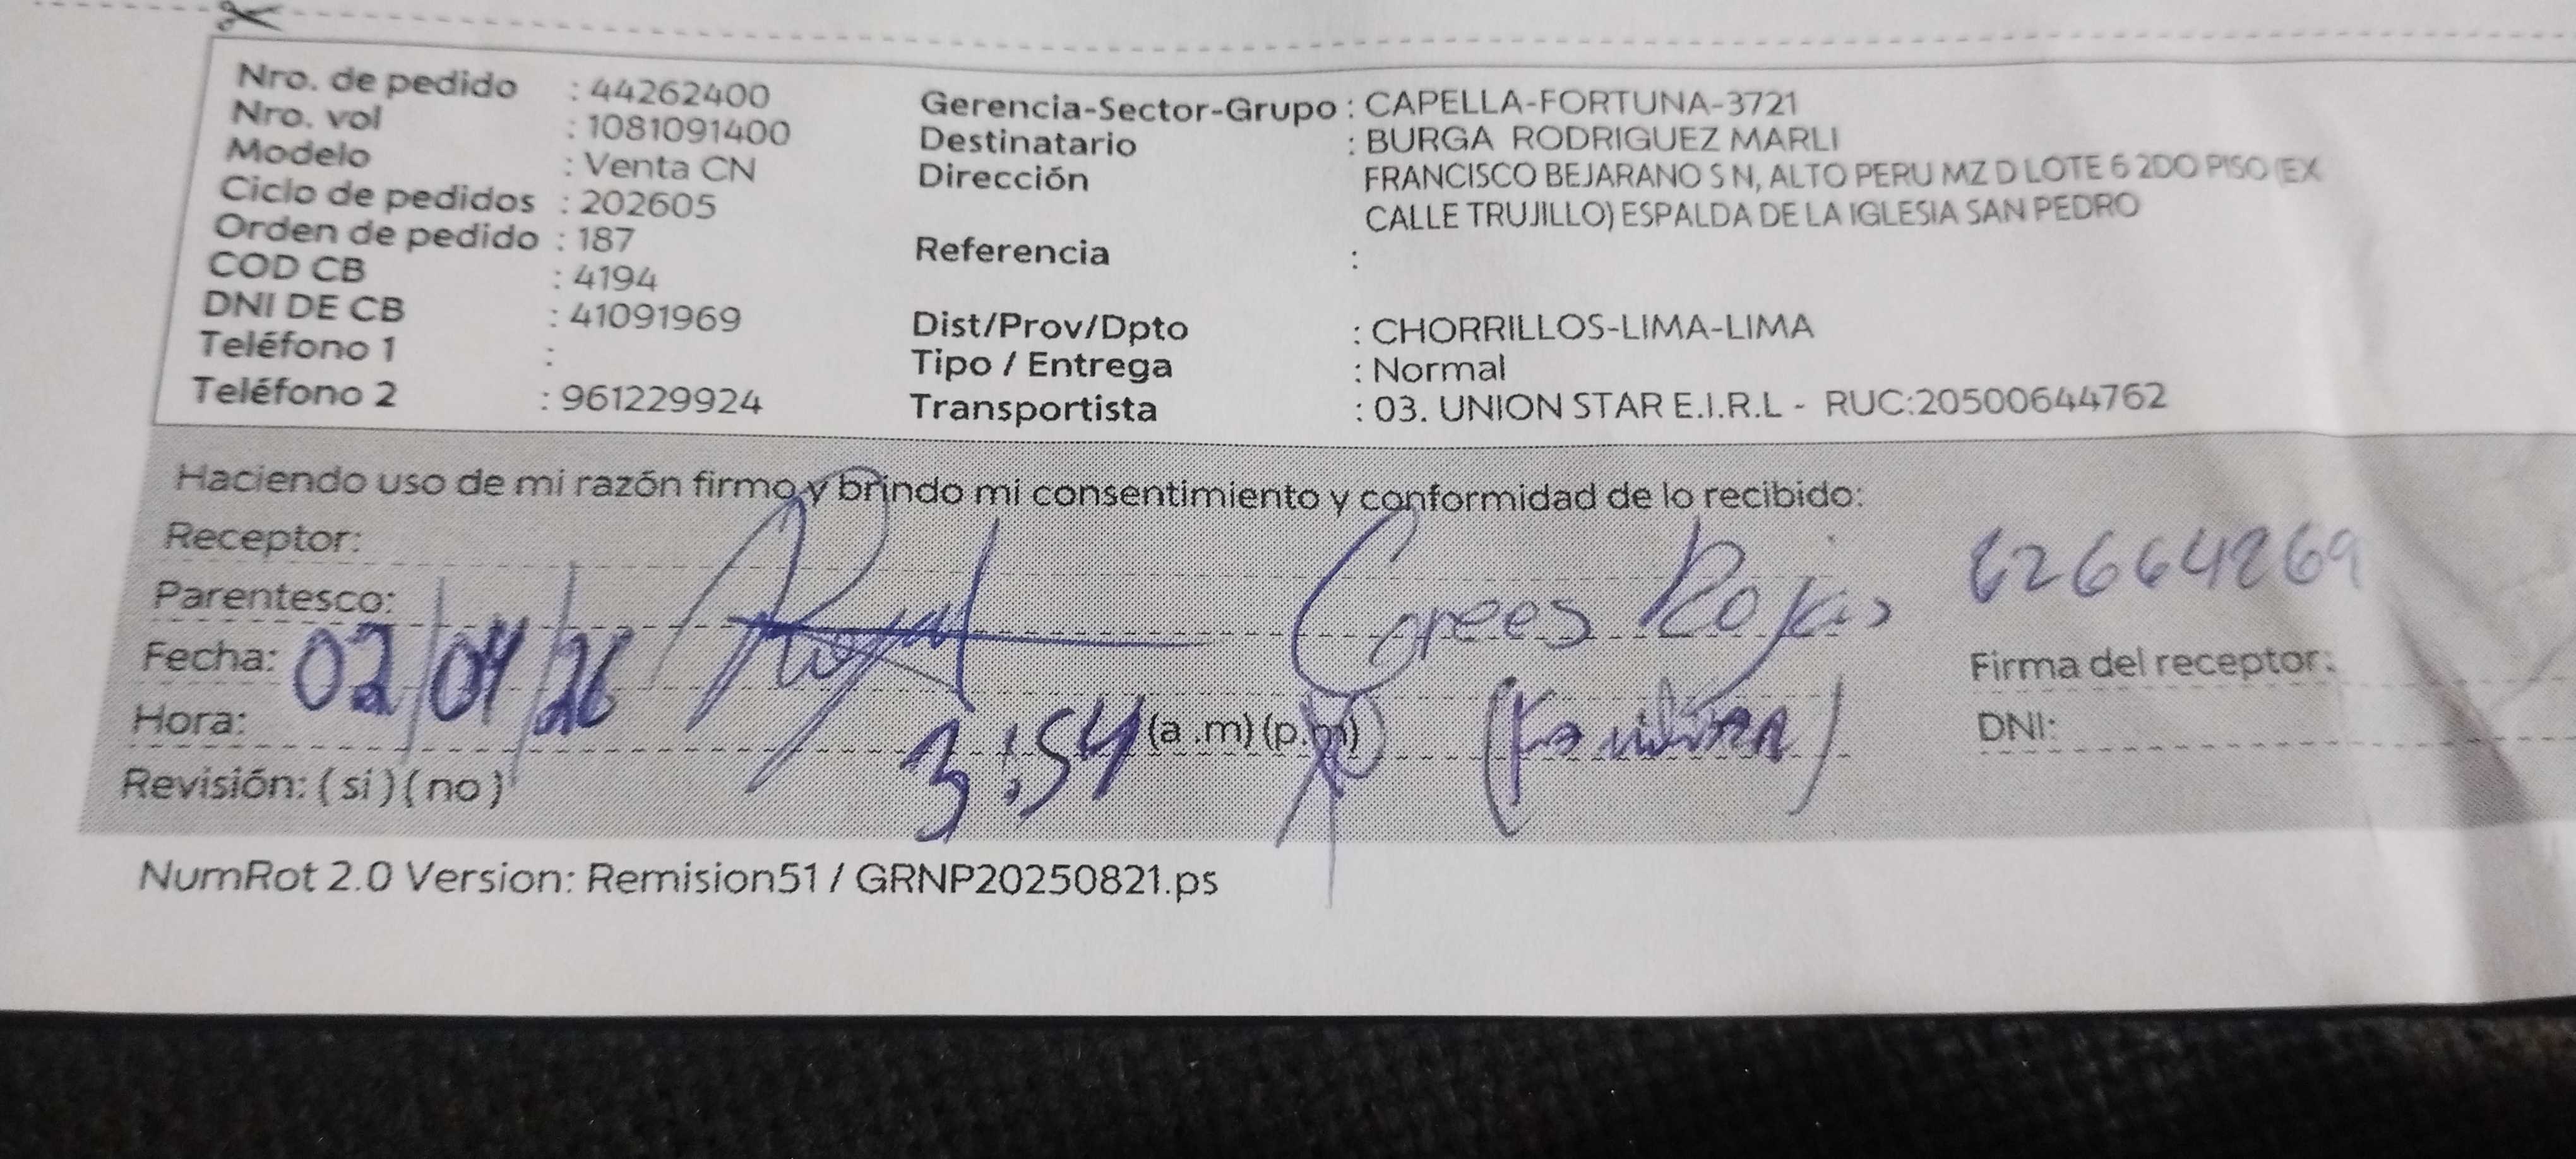 Nro. de pedido : 44262400
Nro. vol : 1081091400
Modelo : Venta CN
Ciclo de pedidos : 202605
Orden de pedido : 187
COD CB : 4194
DNI DE CB : 41091969
Teléfono 1 :
Teléfono 2 : 961229924
Gerencia-Sector-Grupo : CAPELLA-FORTUNA-3721
Destinatario : BURGA RODRIGUEZ MARLI
Dirección FRANCISCO BEJARANO S N, ALTO PERU MZ D LOTE 6 2DO PISO (EX
CALLE TRUJILLO) ESPALDA DE LA IGLESIA SAN PEDRO
Referencia :
Dist/Prov/Dpto : CHORRILLOS-LIMA-LIMA
Tipo / Entrega : Normal
Transportista : 03. UNION STAR E.I.R.L - RUC:20500644762
Haciendo uso de mi razón firmo y brindo mi consentimiento y conformidad de lo recibido:
Receptor:
Parentesco: Rojas
Fecha: 02/04/26
Firma del receptor:
Hora: 3:54 (a.m) (p.m)
DNI:
Revisión: ( si ) ( no )
NumRot 2.0 Version: Remision51 / GRNP20250821.ps